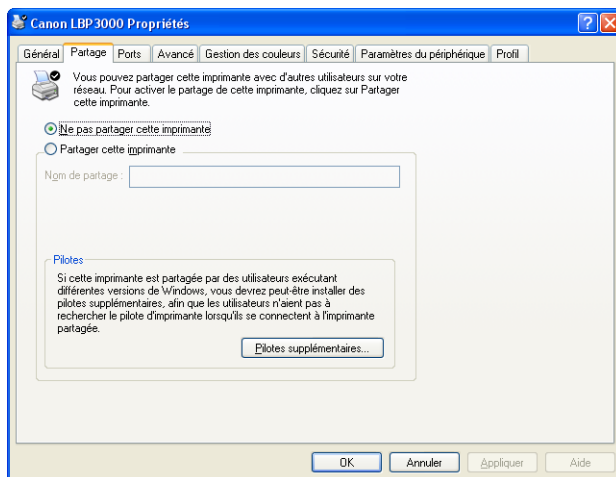 Canon LBP3000 Propriétés
Général Partage Ports Avancé Gestion des couleurs Sécurité Paramètres du périphérique Profil
Vous pouvez partager cette imprimante avec d'autres utilisateurs sur votre
réseau. Pour activer le partage de cette imprimante, cliquez sur Partager
cette imprimante.
Ne pas partager cette imprimante
Partager cette imprimante
Nom de partage :
Pilotes
Si cette imprimante est partagée par des utilisateurs exécutant
différentes versions de Windows, vous devrez peut-être installer des
pilotes supplémentaires, afin que les utilisateurs n'aient pas à
rechercher le pilote d'imprimante lorsqu'ils se connectent à l'imprimante
partagée.
Pilotes supplémentaires...
OK Annuler Appliquer Aide